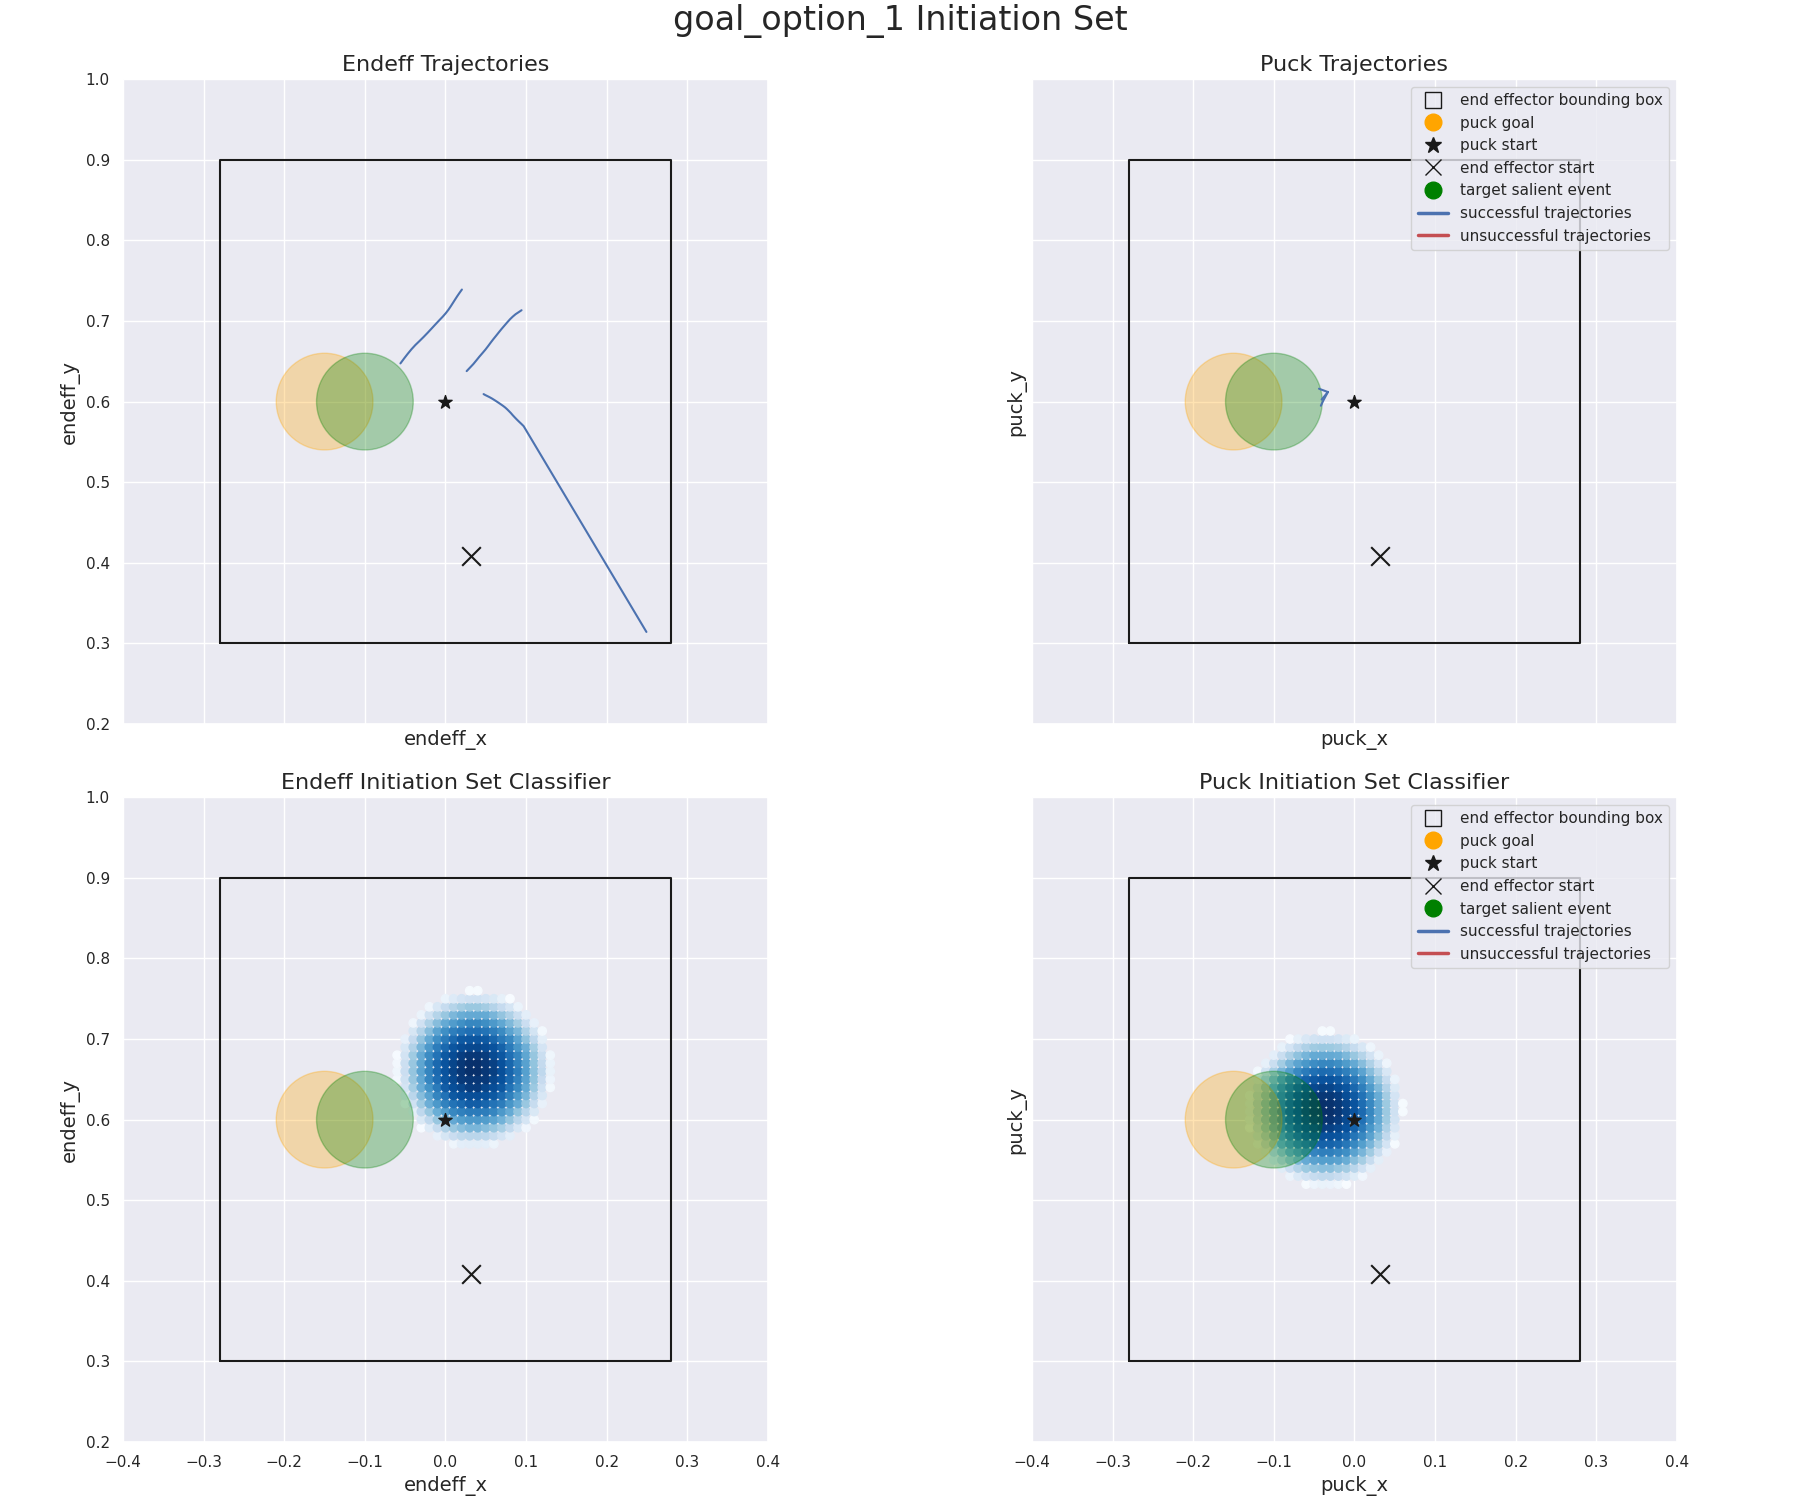 goal_option_1 Initiation Set
Endeff Trajectories
1.0
0.9
0.8
0.7
0.6
0.5
0.4
0.3
0.2
endeff_y
endeff_x
Puck Trajectories
end effector bounding box
puck goal
puck start
end effector start
target salient event
successful trajectories
unsuccessful trajectories
puck_y
puck_x
Endeff Initiation Set Classifier
1.0
0.9
0.8
0.7
0.6
0.5
0.4
0.3
0.2
endeff_y
−0.4 −0.3 −0.2 −0.1 0.0 0.1 0.2 0.3 0.4
endeff_x
Puck Initiation Set Classifier
end effector bounding box
puck goal
puck start
end effector start
target salient event
successful trajectories
unsuccessful trajectories
puck_y
−0.4 −0.3 −0.2 −0.1 0.0 0.1 0.2 0.3 0.4
puck_x